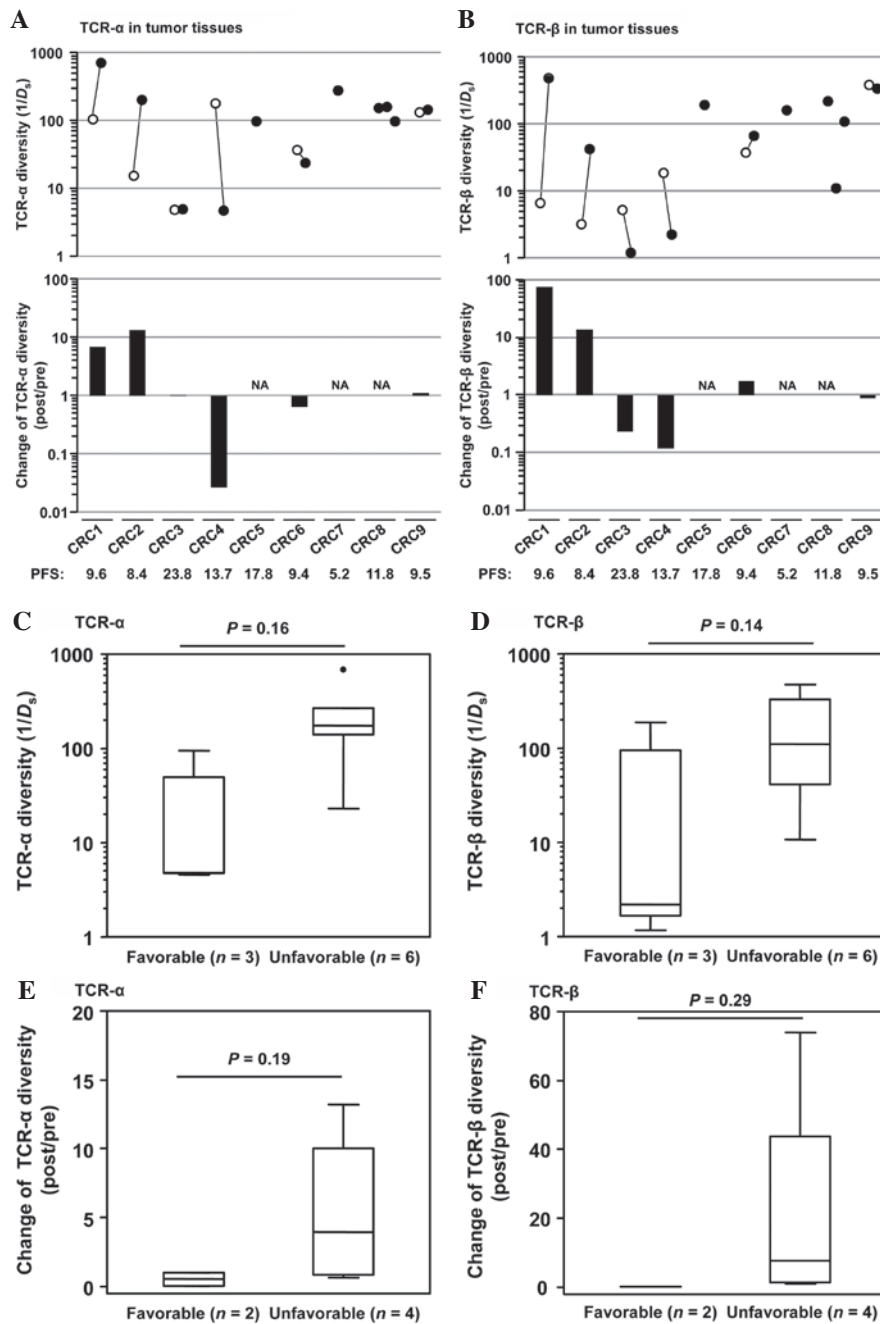 A
TCR-α in tumor tissues
TCR-α diversity (1/Ds)
1000
100
10
1
Change of TCR-α diversity
(post/pre)
100
10
1
0.1
0.01
NA
NA
NA
CRC1 CRC2 CRC3 CRC4 CRC5 CRC6 CRC7 CRC8 CRC9
PFS: 9.6 8.4 23.8 13.7 17.8 9.4 5.2 11.8 9.5
B
TCR-β in tumor tissues
TCR-β diversity (1/Ds)
1000
100
10
1
Change of TCR-β diversity
(post/pre)
100
10
1
0.1
0.01
NA
NA
NA
CRC1 CRC2 CRC3 CRC4 CRC5 CRC6 CRC7 CRC8 CRC9
PFS: 9.6 8.4 23.8 13.7 17.8 9.4 5.2 11.8 9.5
C
TCR-α
P = 0.16
TCR-α diversity (1/Ds)
1000
100
10
1
Favorable (n = 3) Unfavorable (n = 6)
D
TCR-β
P = 0.14
TCR-β diversity (1/Ds)
1000
100
10
1
Favorable (n = 3) Unfavorable (n = 6)
E
TCR-α
P = 0.19
Change of TCR-α diversity
(post/pre)
20
15
10
5
0
Favorable (n = 2) Unfavorable (n = 4)
F
TCR-β
P = 0.29
Change of TCR-β diversity
(post/pre)
80
60
40
20
0
Favorable (n = 2) Unfavorable (n = 4)